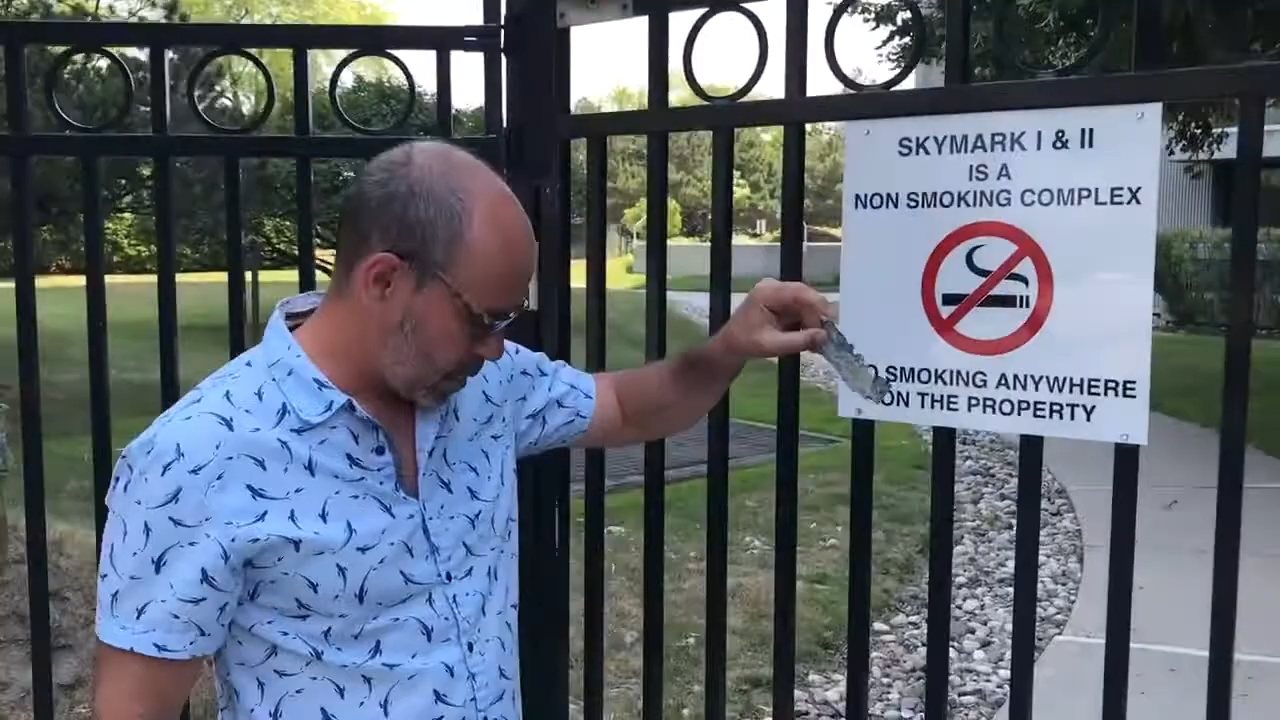 SKYMARK I & II
IS A
NON SMOKING COMPLEX
SMOKING ANYWHERE
ON THE PROPERTY